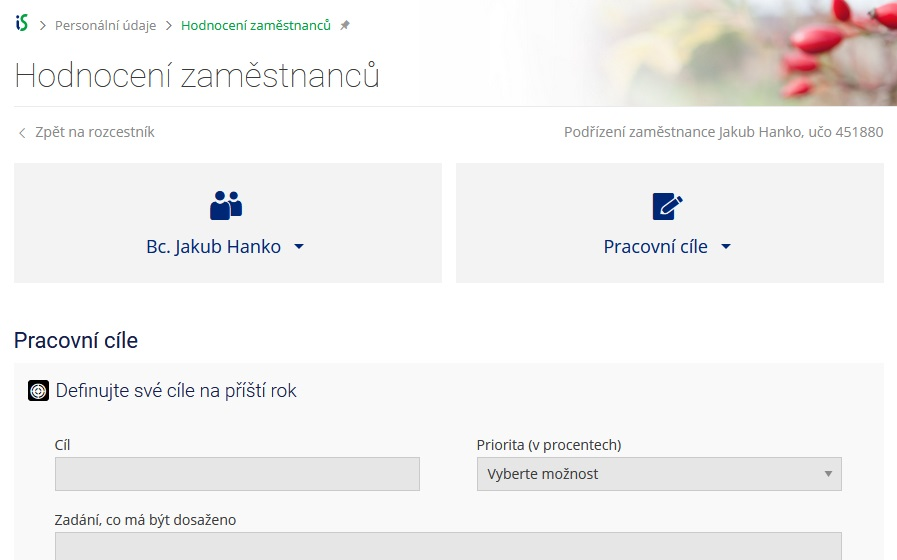 iS > Personální údaje > Hodnocení zaměstnanců
Hodnocení zaměstnanců
Zpět na rozcestník
Podřízení zaměstnance Jakub Hanko, učo 451880
Bc. Jakub Hanko
Pracovní cíle
Pracovní cíle
Definujte své cíle na příští rok
Cíl
Priorita (v procentech)
Vyberte možnost
Zadání, co má být dosaženo